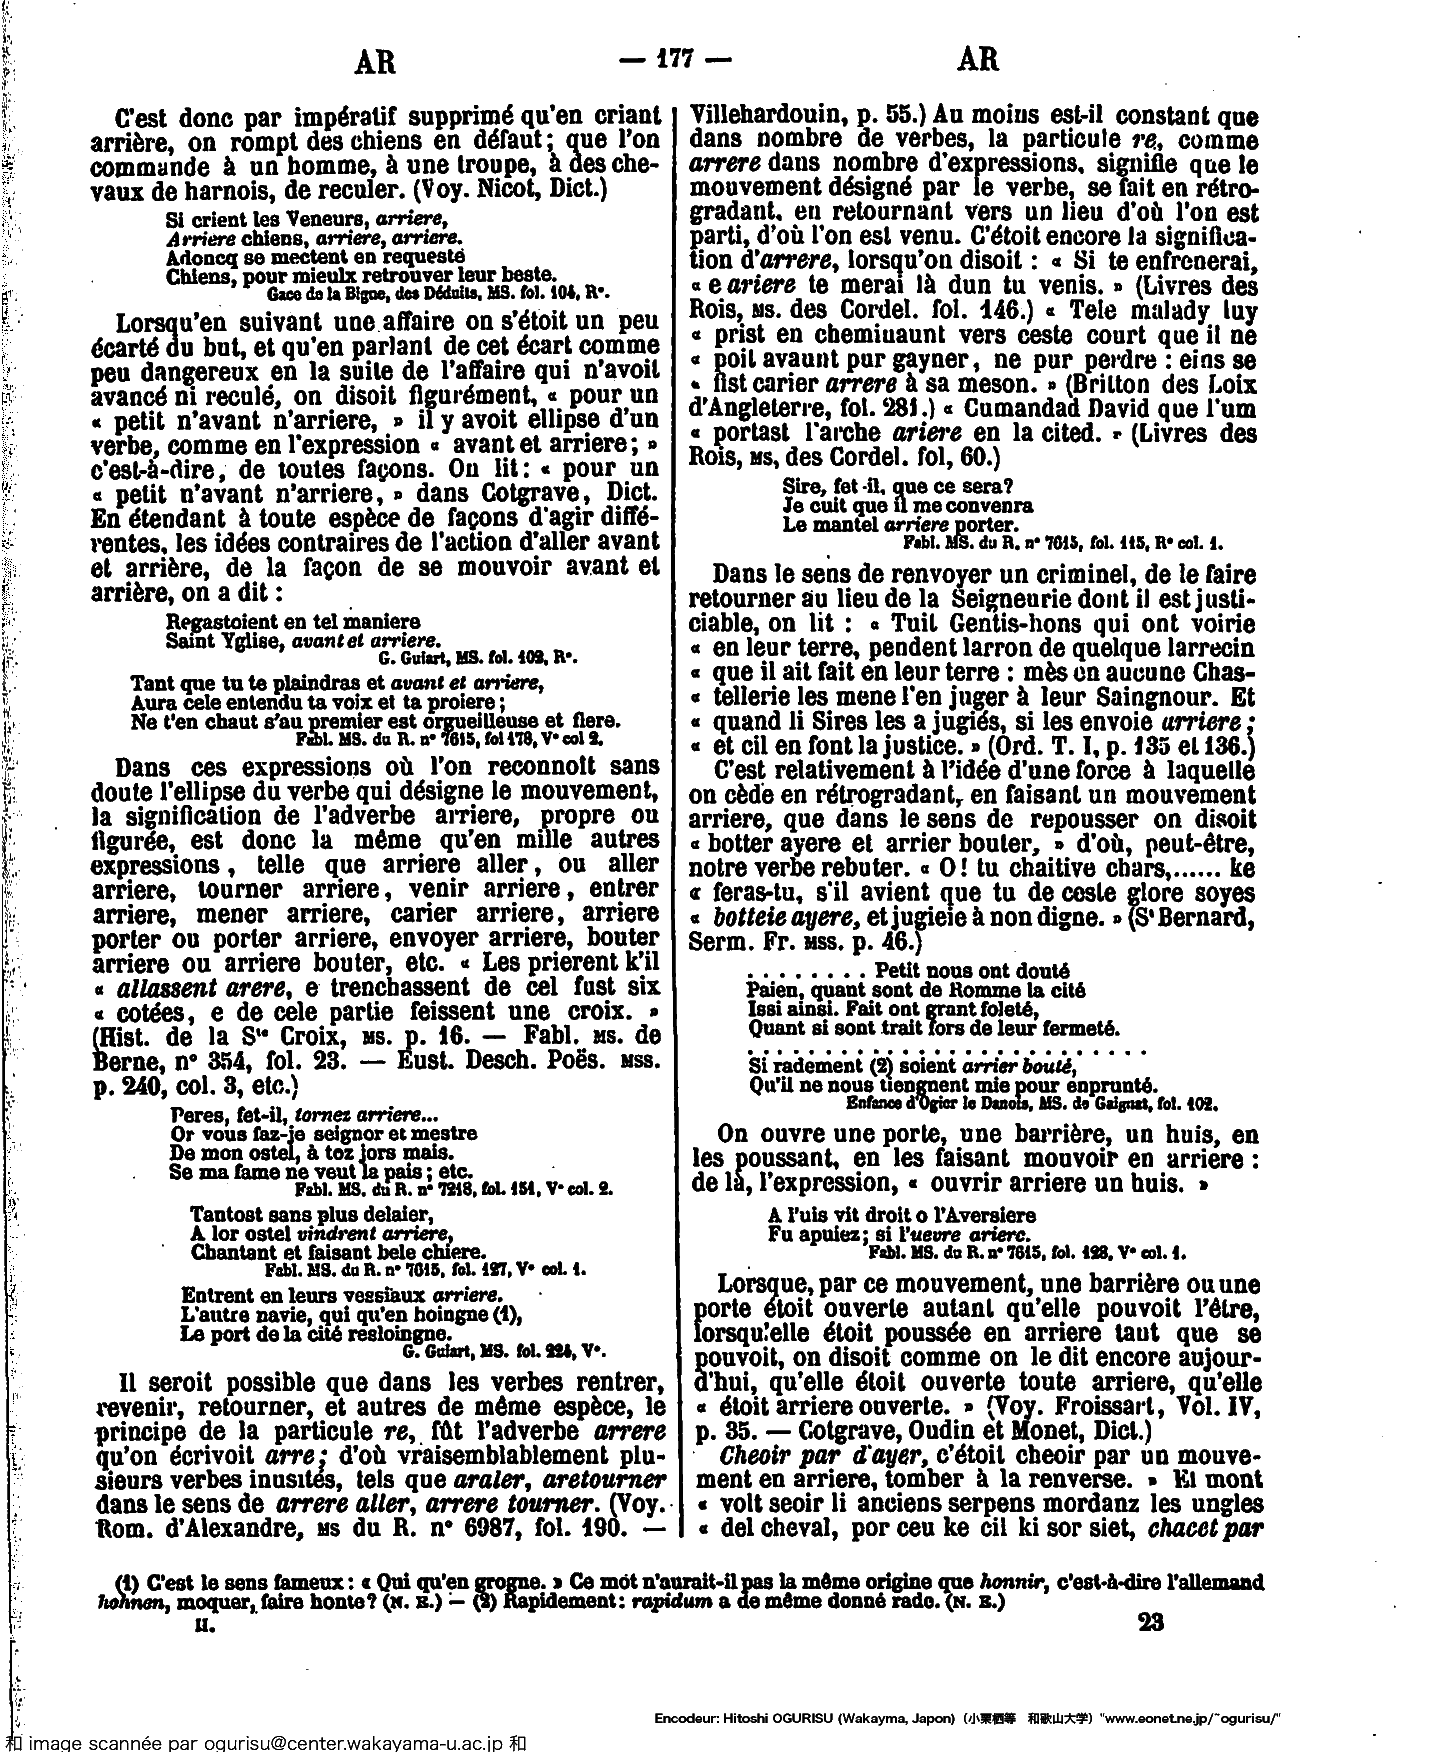 AR — 177 — AR
C'est donc par impératif supprimé qu'en criant
arrière, on rompt des chiens en défaut; que l'on
commande à un homme, à une troupe, à des che-
vaux de harnois, de reculer. (Voy. Nicot, Dict.)
Si crient les Veneurs, arriere,
Arriere chiens, arriere, arriere.
Adoncq se mectent en requeste
Chiens, pour mieulx retrouver leur beste.
Gace de la Bigne, des Déduits, MS. fol. 104, R°.
Lorsqu'en suivant une affaire on s'étoit un peu
écarté du but, et qu'en parlant de cet écart comme
peu dangereux en la suite de l'affaire qui n'avoit
avancé ni reculé, on disoit figurément, « pour un
« petit n'avant n'arriere, » il y avoit ellipse d'un
verbe, comme en l'expression « avant et arriere; »
c'est-à-dire, de toutes façons. On lit: « pour un
« petit n'avant n'arriere, » dans Cotgrave, Dict.
En étendant à toute espèce de façons d'agir diffé-
rentes, les idées contraires de l'action d'aller avant
et arrière, de la façon de se mouvoir avant et
arrière, on a dit :
Regastoient en tel maniere
Saint Yglise, avant et arriere.
G. Guiart, MS. fol. 102, R°.
Tant que tu te plaindras et avant et arriere,
Aura cele entendu ta voix et ta proiere;
Ne t'en chaut s'au premier est orgueilleuse et fiere.
Fabl. MS. du R. n° 7615, fol 178, V° col 2.
Dans ces expressions où l'on reconnoît sans
doute l'ellipse du verbe qui désigne le mouvement,
la signification de l'adverbe arriere, propre ou
figurée, est donc la même qu'en mille autres
expressions, telle que arriere aller, ou aller
arriere, tourner arriere, venir arriere, entrer
arriere, mener arriere, carier arriere, arriere
porter ou porter arriere, envoyer arriere, bouter
arriere ou arriere bouter, etc. « Les prierent k'il
« allassent arere, e trenchassent de cel fust six
« cotées, e de cele partie feissent une croix. »
(Hist. de la Ste Croix, MS. p. 16. — Fabl. MS. de
Berne, n° 354, fol. 23. — Eust. Desch. Poës. MSS.
p. 240, col. 3, etc.)
Peres, fet-il, tornez arriere...
Or vous faz-je seignor et mestre
De mon ostel, à toz jors mais.
Se ma fame ne veut la pais; etc.
Fabl. MS. du R. n° 7218, fol. 151, V° col. 2.
Tantost sans plus delaier,
A lor ostel vindrent arriere,
Chantant et faisant bele chiere.
Fabl. MS. du R. n° 7615, fol. 127, V° col. 1.
Entrent en leurs vessiaux arriere.
L'autre navie, qui qu'en hoingne (1),
Le port de la cité resloingne.
G. Guiart, MS. fol. 224, V°.
Il seroit possible que dans les verbes rentrer,
revenir, retourner, et autres de même espèce, le
principe de la particule re, fût l'adverbe arrere
qu'on écrivoit arre; d'où vraisemblablement plu-
sieurs verbes inusités, tels que araler, aretourner
dans le sens de arrere aller, arrere tourner. (Voy.
Rom. d'Alexandre, MS du R. n° 6987, fol. 190. —
Villehardouin, p. 55.) Au moins est-il constant que
dans nombre de verbes, la particule re, comme
arrere dans nombre d'expressions, signifie que le
mouvement désigné par le verbe, se fait en rétro-
gradant, en retournant vers un lieu d'où l'on est
parti, d'où l'on est venu. C'étoit encore la significa-
tion d'arrere, lorsqu'on disoit : « Si te enfrenerai,
« e ariere te merai là dun tu venis. » (Livres des
Rois, MS. des Cordel. fol. 146.) « Tele malady luy
« prist en cheminaunt vers ceste court que il ne
« poit avaunt pur gayner, ne pur perdre : eins se
« fist carier arrere à sa meson. » (Britton des Loix
d'Angleterre, fol. 281.) « Cumandad David que l'um
« portast l'arche ariere en la cited. » (Livres des
Rois, MS, des Cordel. fol, 60.)
Sire, fet-il, que ce sera?
Je cuit que il me convenra
Le mantel arriere porter.
Fabl. MS. du R. n° 7615, fol. 115, R° col. 1.
Dans le sens de renvoyer un criminel, de le faire
retourner au lieu de la Seigneurie dont il est justi-
ciable, on lit : « Tuit Gentis-hons qui ont voirie
« en leur terre, pendent larron de quelque larrecin
« que il ait fait en leur terre : mès en aucune Chas-
« tellerie les mene l'en juger à leur Saingnour. Et
« quand li Sires les a jugiés, si les envoie arriere;
« et cil en font la justice. » (Ord. T. I, p. 135 et 136.)
C'est relativement à l'idée d'une force à laquelle
on cède en rétrogradant, en faisant un mouvement
arriere, que dans le sens de repousser on disoit
« botter ayere et arrier bouter, » d'où, peut-être,
notre verbe rebuter. « O! tu chaitive chars,...... ke
« feras-tu, s'il avient que tu de ceste glore soyes
« botteie ayere, et jugieie à non digne. » (St Bernard,
Serm. Fr. MSS. p. 46.)
. . . . . . . . Petit nous ont douté
Paien, quant sont de Romme la cité
Issi ainsi. Fait ont grant foleté,
Quant si sont trait fors de leur fermeté.
. . . . . . . . . . . . . . . . . . . . . . . .
Si radement (2) soient arrier bouté,
Qu'il ne nous tiengnent mie pour enprunté.
Enfance d'Ogier le Danois, MS. de Gaignat, fol. 102.
On ouvre une porte, une barrière, un huis, en
les poussant, en les faisant mouvoir en arriere :
de là, l'expression, « ouvrir arriere un huis. »
A l'uis vit droit o l'Aversiere
Fu apuiez; si l'uevre ariere.
Fabl. MS. du R. n° 7615, fol. 128, V° col. 1.
Lorsque, par ce mouvement, une barrière ou une
porte étoit ouverte autant qu'elle pouvoit l'être,
lorsqu'elle étoit poussée en arriere tant que se
pouvoit, on disoit comme on le dit encore aujour-
d'hui, qu'elle étoit ouverte toute arriere, qu'elle
« étoit arriere ouverte. » (Voy. Froissart, Vol. IV,
p. 35. — Cotgrave, Oudin et Monet, Dict.)
Cheoir par d'ayer, c'étoit cheoir par un mouve-
ment en arriere, tomber à la renverse. » Et mont
« volt seoir li anciens serpens mordanz les ungles
« del cheval, por ceu ke cil ki sor siet, chacet par
(1) C'est le sens fameux : « Qui qu'en grogne. » Ce mot n'aurait-il pas la même origine que honnir, c'est-à-dire l'allemand
hohnen, moquer, faire honte? (N. E.) — (2) Rapidement : rapidum a de même donné rade. (N. E.)
II. 23
Encodeur: Hitoshi OGURISU (Wakayma, Japon) (小栗栖等 和歌山大学) "www.eonet.ne.jp/~ogurisu/"
和 image scannée par ogurisu@center.wakayama-u.ac.jp 和